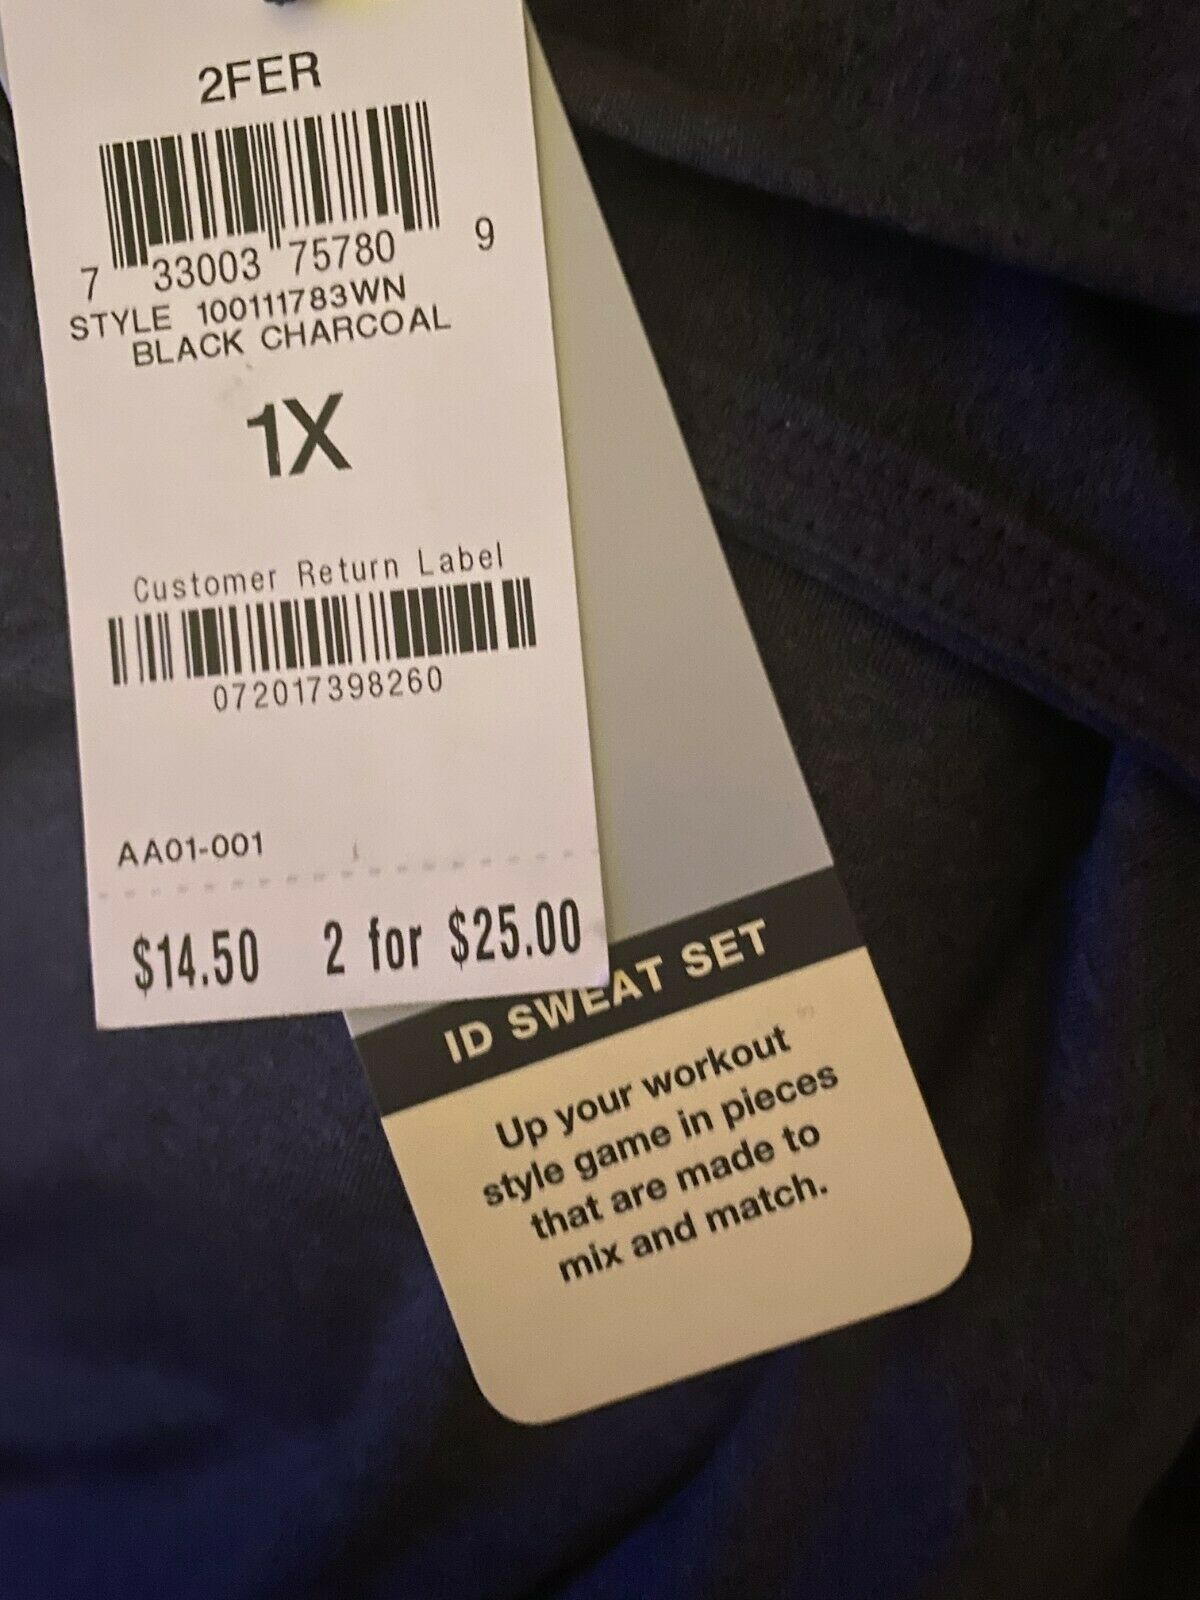 2FER
7 33003 75780 9
STYLE 100111783WN
BLACK CHARCOAL
1X
Customer Return Label
072017398260
AA01-001
$14.50 2 for $25.00
ID SWEAT SET
Up your workout
style game in pieces
that are made to
mix and match.